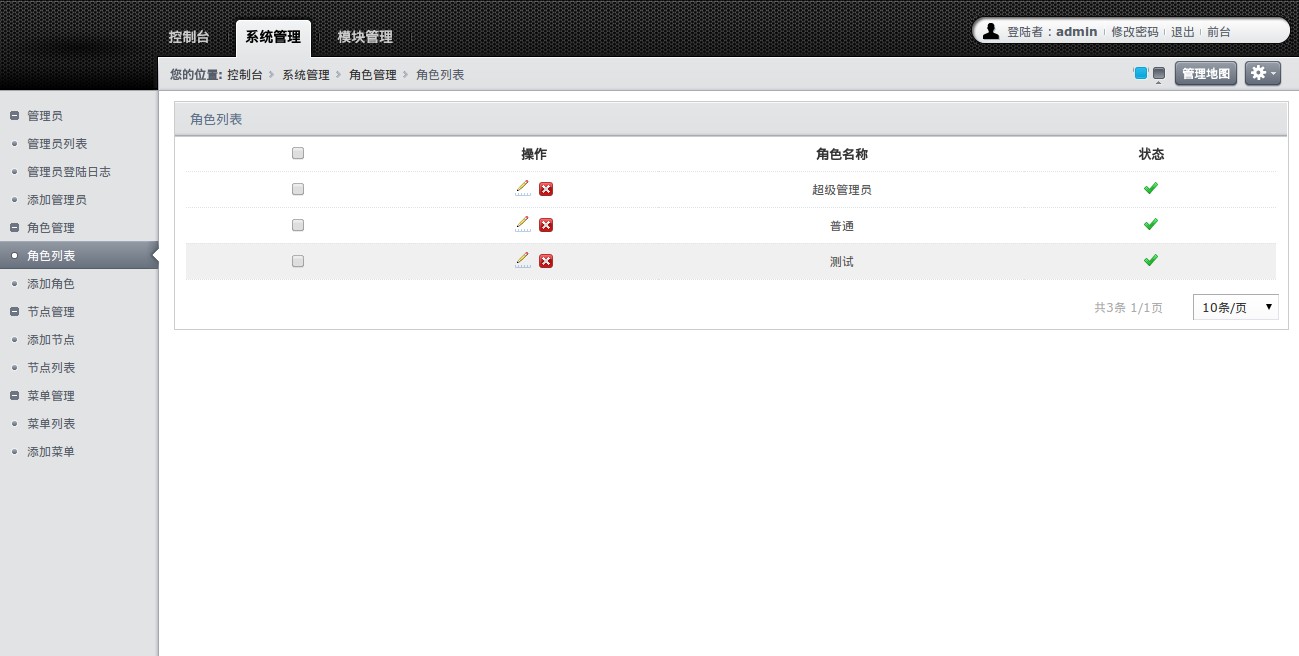 控制台 系统管理 模块管理
登陆者：admin 修改密码 退出 前台
您的位置: 控制台 系统管理 角色管理 角色列表
管理地图
管理员
管理员列表
管理员登陆日志
添加管理员
角色管理
角色列表
添加角色
节点管理
添加节点
节点列表
菜单管理
菜单列表
添加菜单
角色列表
操作 角色名称 状态
超级管理员
普通
测试
共3条 1/1页 10条/页